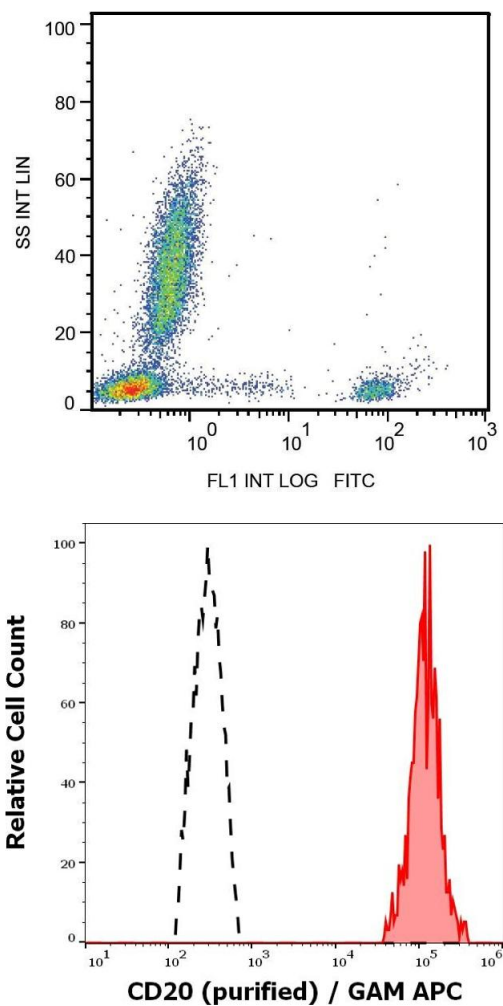 100
80
60
40
20
0
SS INT LIN
10^0 10^1 10^2 10^3
FL1 INT LOG FITC
100
80
60
40
20
0
Relative Cell Count
10^1 10^2 10^3 10^4 10^5 10^6
CD20 (purified) / GAM APC